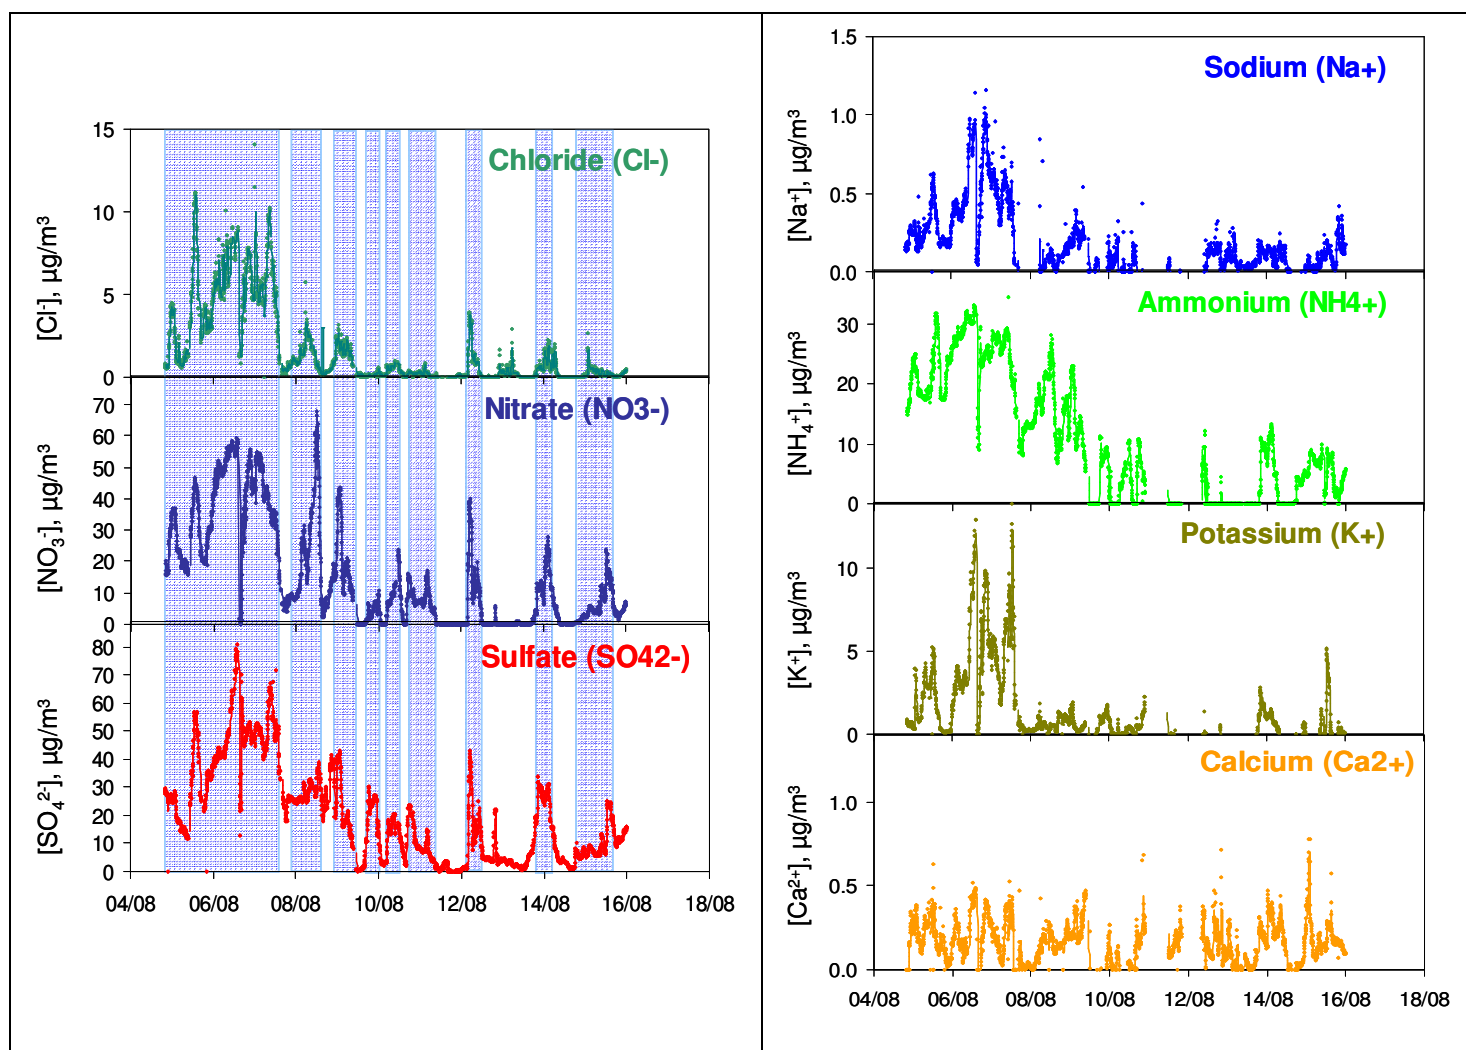 15
Chloride (Cl-)
10
5
0
[Cl-], µg/m³
70
Nitrate (NO3-)
60
50
40
30
20
10
0
[NO3-], µg/m³
80
Sulfate (SO42-)
70
60
50
40
30
20
10
0
[SO4²-], µg/m³
04/08 06/08 08/08 10/08 12/08 14/08 16/08 18/08
1.5
Sodium (Na+)
1.0
0.5
0.0
[Na+], µg/m³
Ammonium (NH4+)
30
20
10
0
[NH4+], µg/m³
Potassium (K+)
10
5
0
[K+], µg/m³
Calcium (Ca2+)
1.0
0.5
0.0
[Ca²+], µg/m³
04/08 06/08 08/08 10/08 12/08 14/08 16/08 18/08